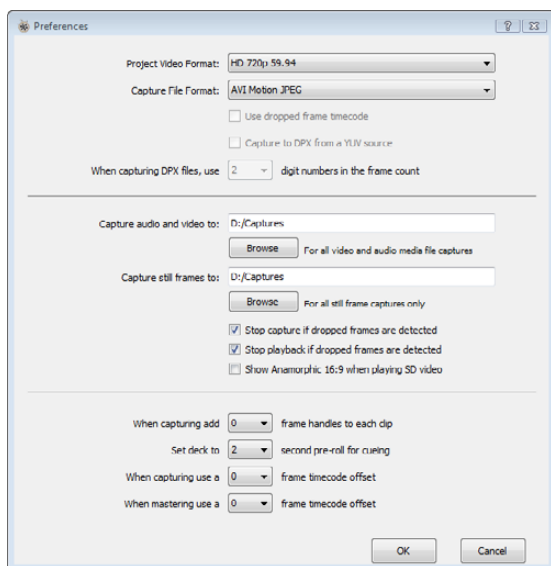 Preferences
Project Video Format: HD 720p 59.94
Capture File Format: AVI Motion JPEG
Use dropped frame timecode
Capture to DPX from a YUV source
When capturing DPX files, use 2 digit numbers in the frame count
Capture audio and video to: D:/Captures
Browse For all video and audio media file captures
Capture still frames to: D:/Captures
Browse For all still frame captures only
Stop capture if dropped frames are detected
Stop playback if dropped frames are detected
Show Anamorphic 16:9 when playing SD video
When capturing add 0 frame handles to each clip
Set deck to 2 second pre-roll for cueing
When capturing use a 0 frame timecode offset
When mastering use a 0 frame timecode offset
OK Cancel